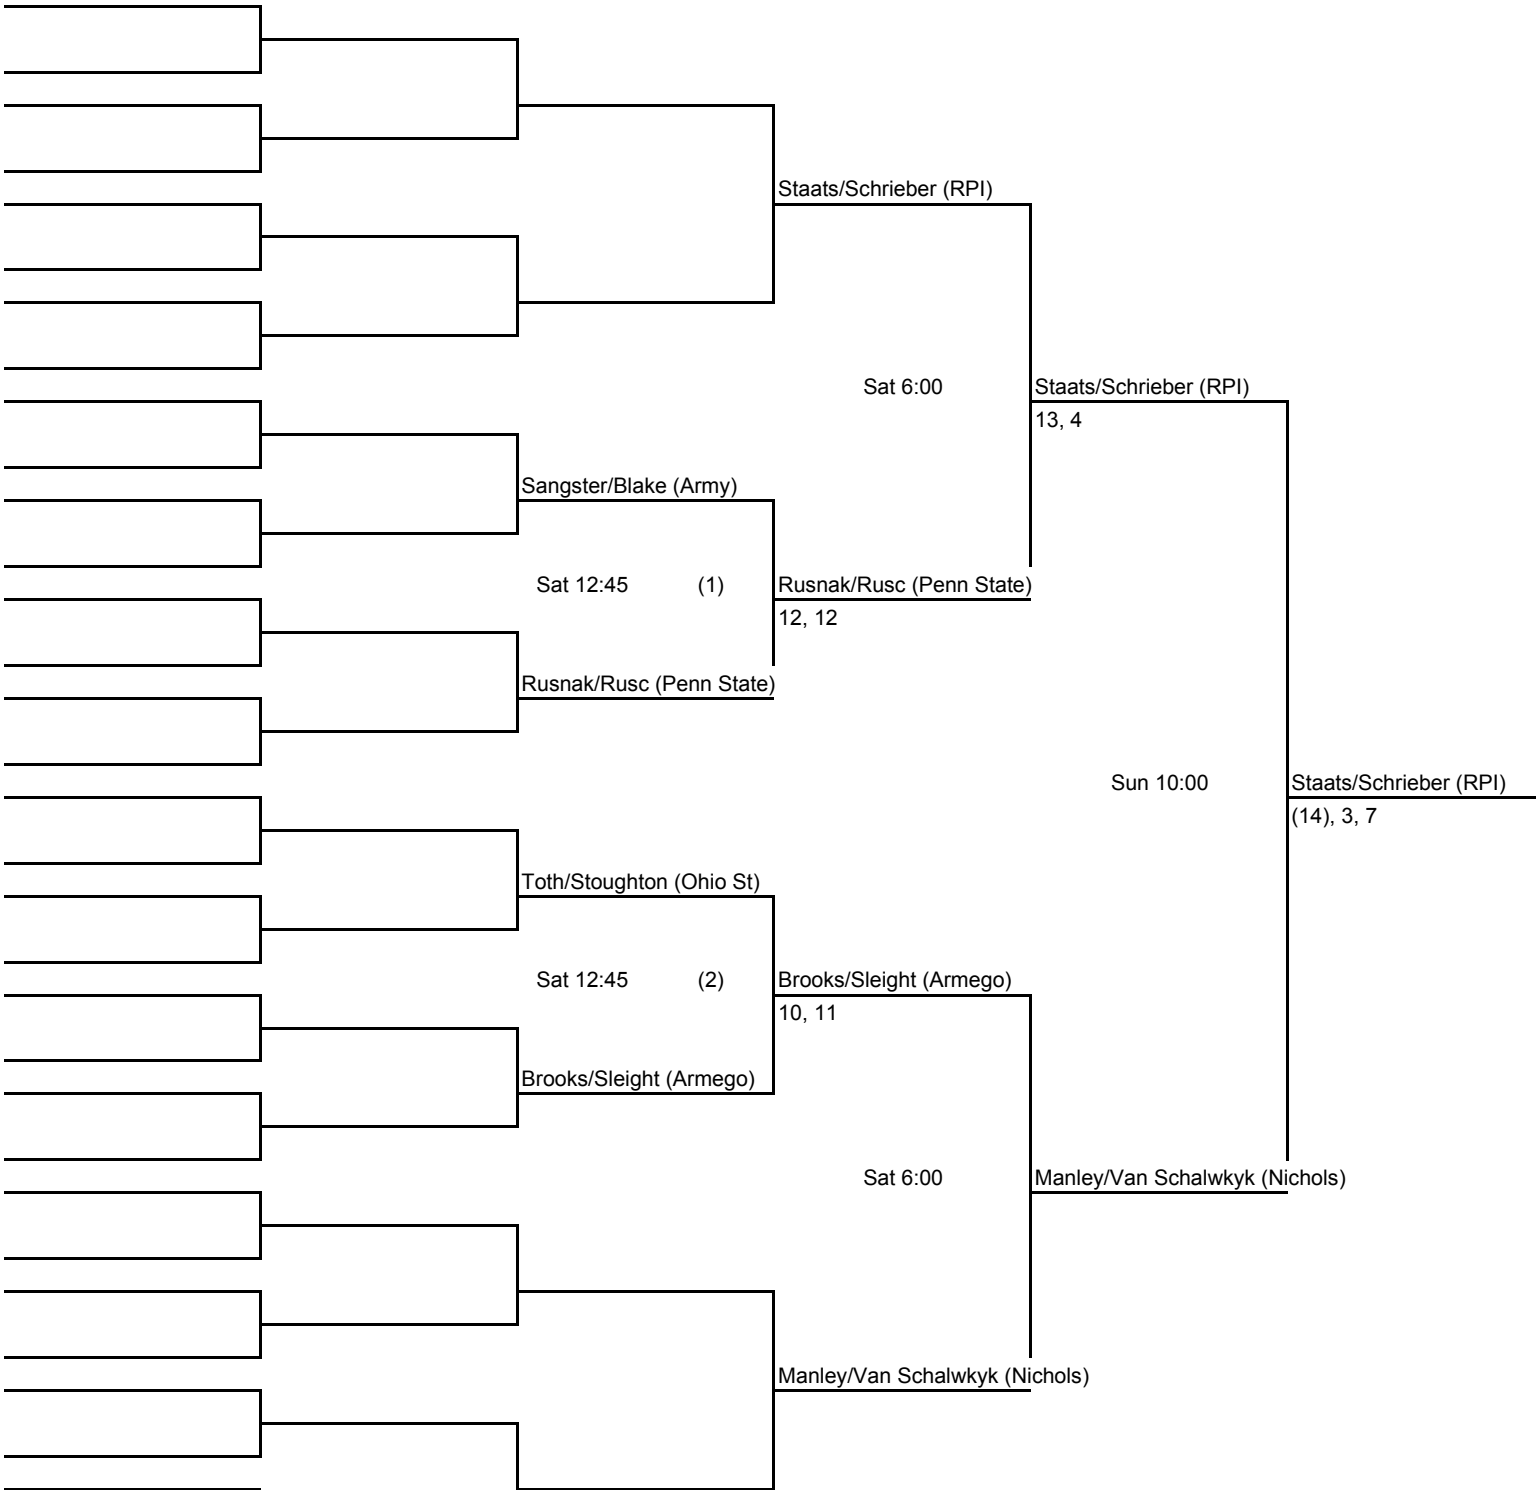 Staats/Schrieber (RPI)
Sat 6:00
Staats/Schrieber (RPI)
13, 4
Sangster/Blake (Army)
Sat 12:45 (1)
Rusnak/Rusc (Penn State)
12, 12
Rusnak/Rusc (Penn State)
Sun 10:00
Staats/Schrieber (RPI)
(14), 3, 7
Toth/Stoughton (Ohio St)
Sat 12:45 (2)
Brooks/Sleight (Armego)
10, 11
Brooks/Sleight (Armego)
Sat 6:00
Manley/Van Schalwkyk (Nichols)
Manley/Van Schalwkyk (Nichols)